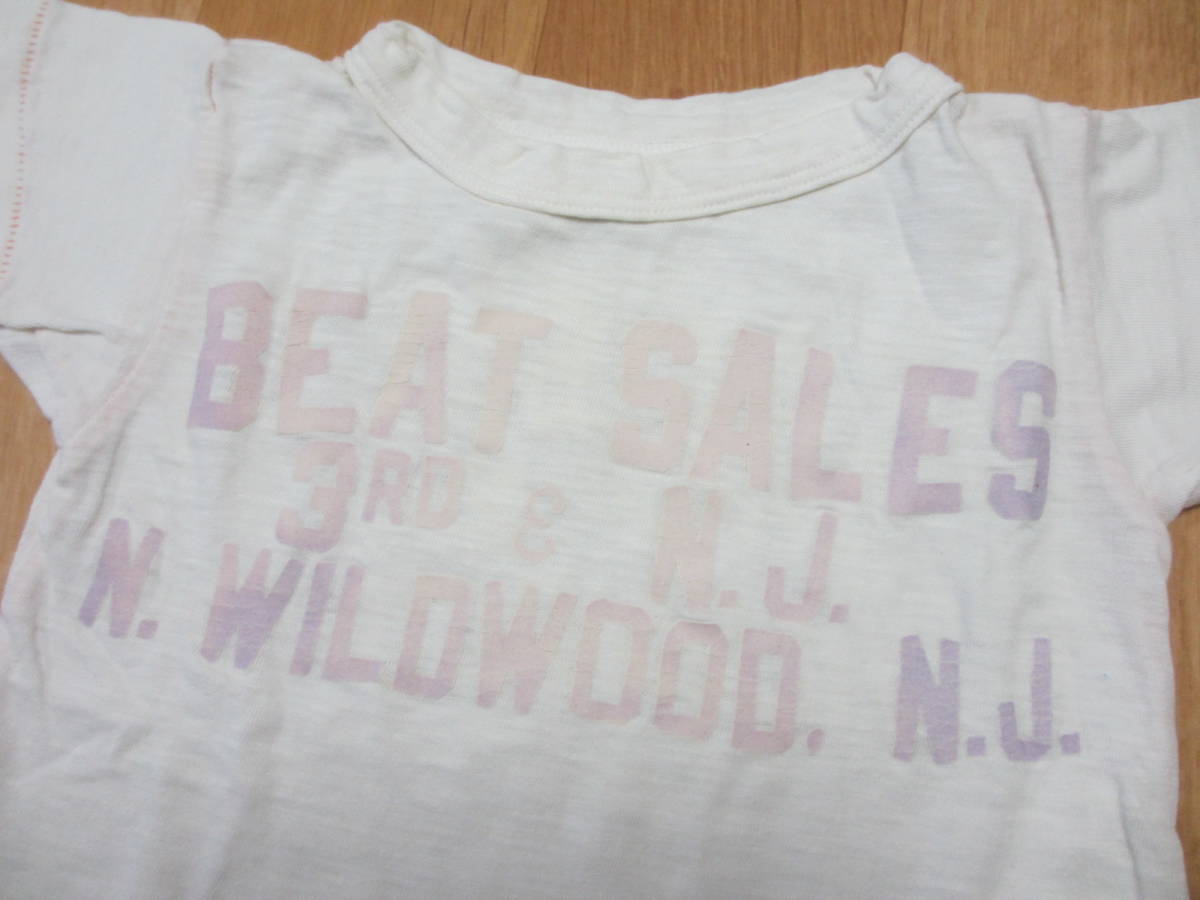 BEAT SALES
3RD & N.J.
N. WILDWOOD. N.J.